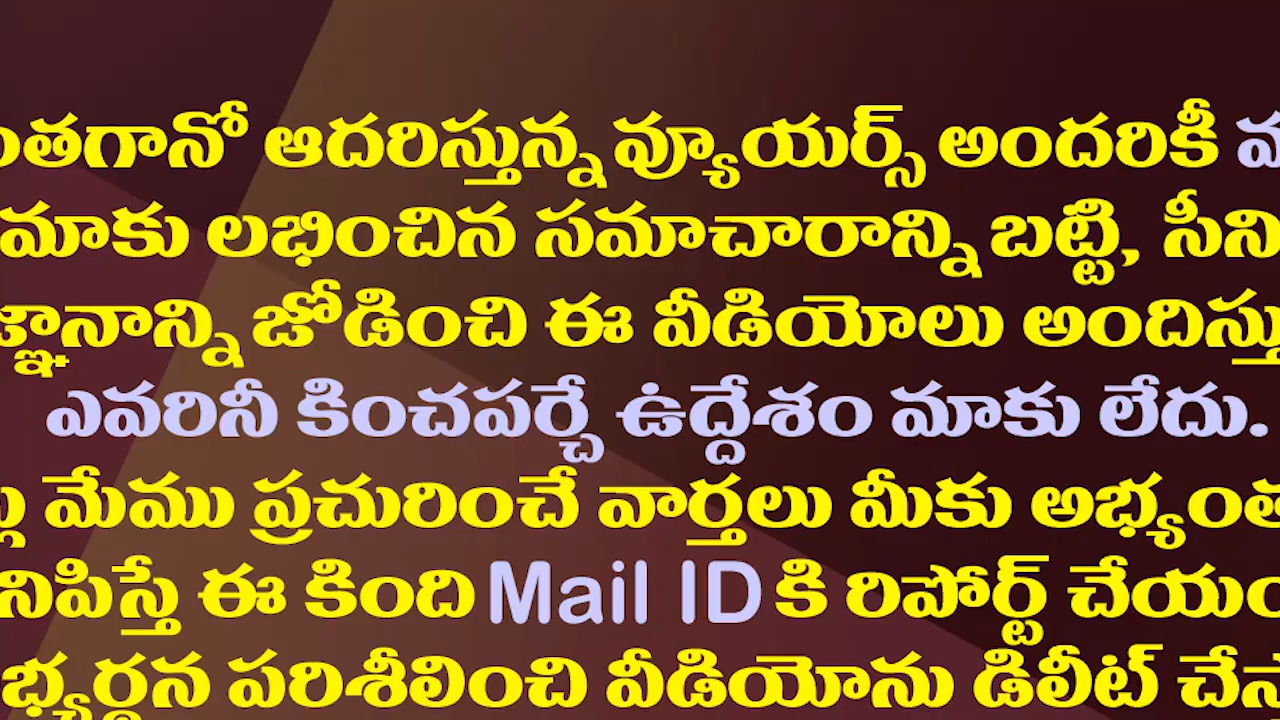 ఆదరిస్తున్న వ్యూయర్స్ అందరికీ
మాకు లభించిన సమాచారాన్ని బట్టి,
జోడించి ఈ వీడియోలు
ఎవరినీ కించపర్చే ఉద్దేశం మాకు లేదు.
మేము ప్రచురించే వార్తలు మీకు
ఈ కింది Mail ID కి రిపోర్ట్
పరిశీలించి వీడియోను డిలీట్